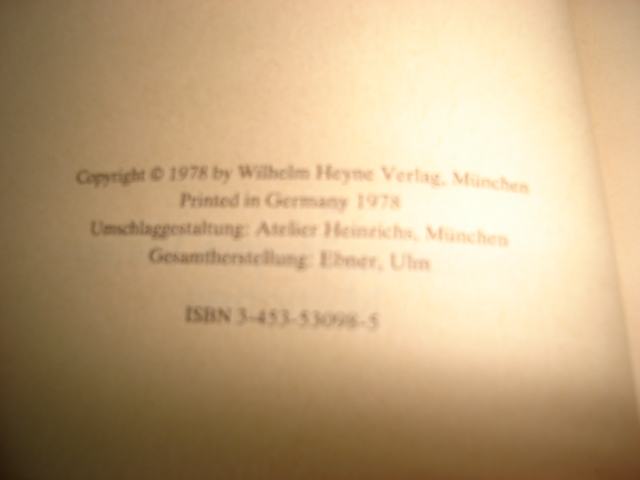 Copyright © 1978 by Wilhelm Heyne Verlag, München
Printed in Germany 1978
Umschlaggestaltung: Atelier Heinrichs, München
Gesamtherstellung: Ebner, Ulm
ISBN 3-453-53098-5